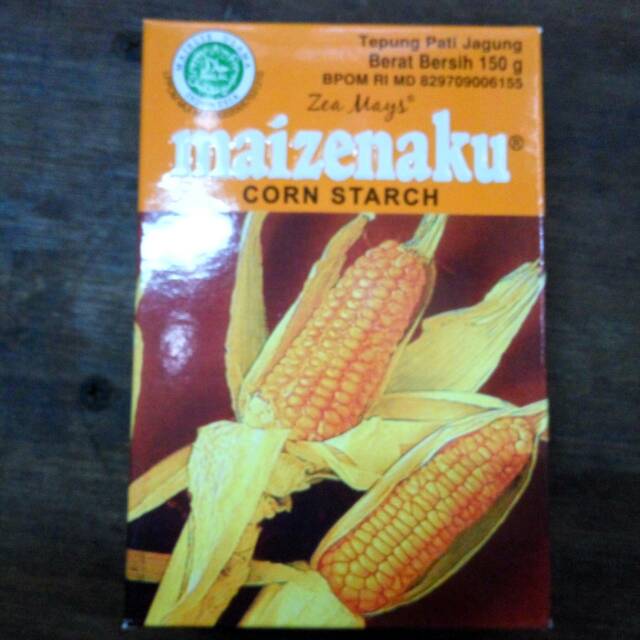 Tepung Pati Jagung
Berat Bersih 150 g
BPOM RI MD 829709006155
Zea Mays®
maizenaku®
CORN STARCH